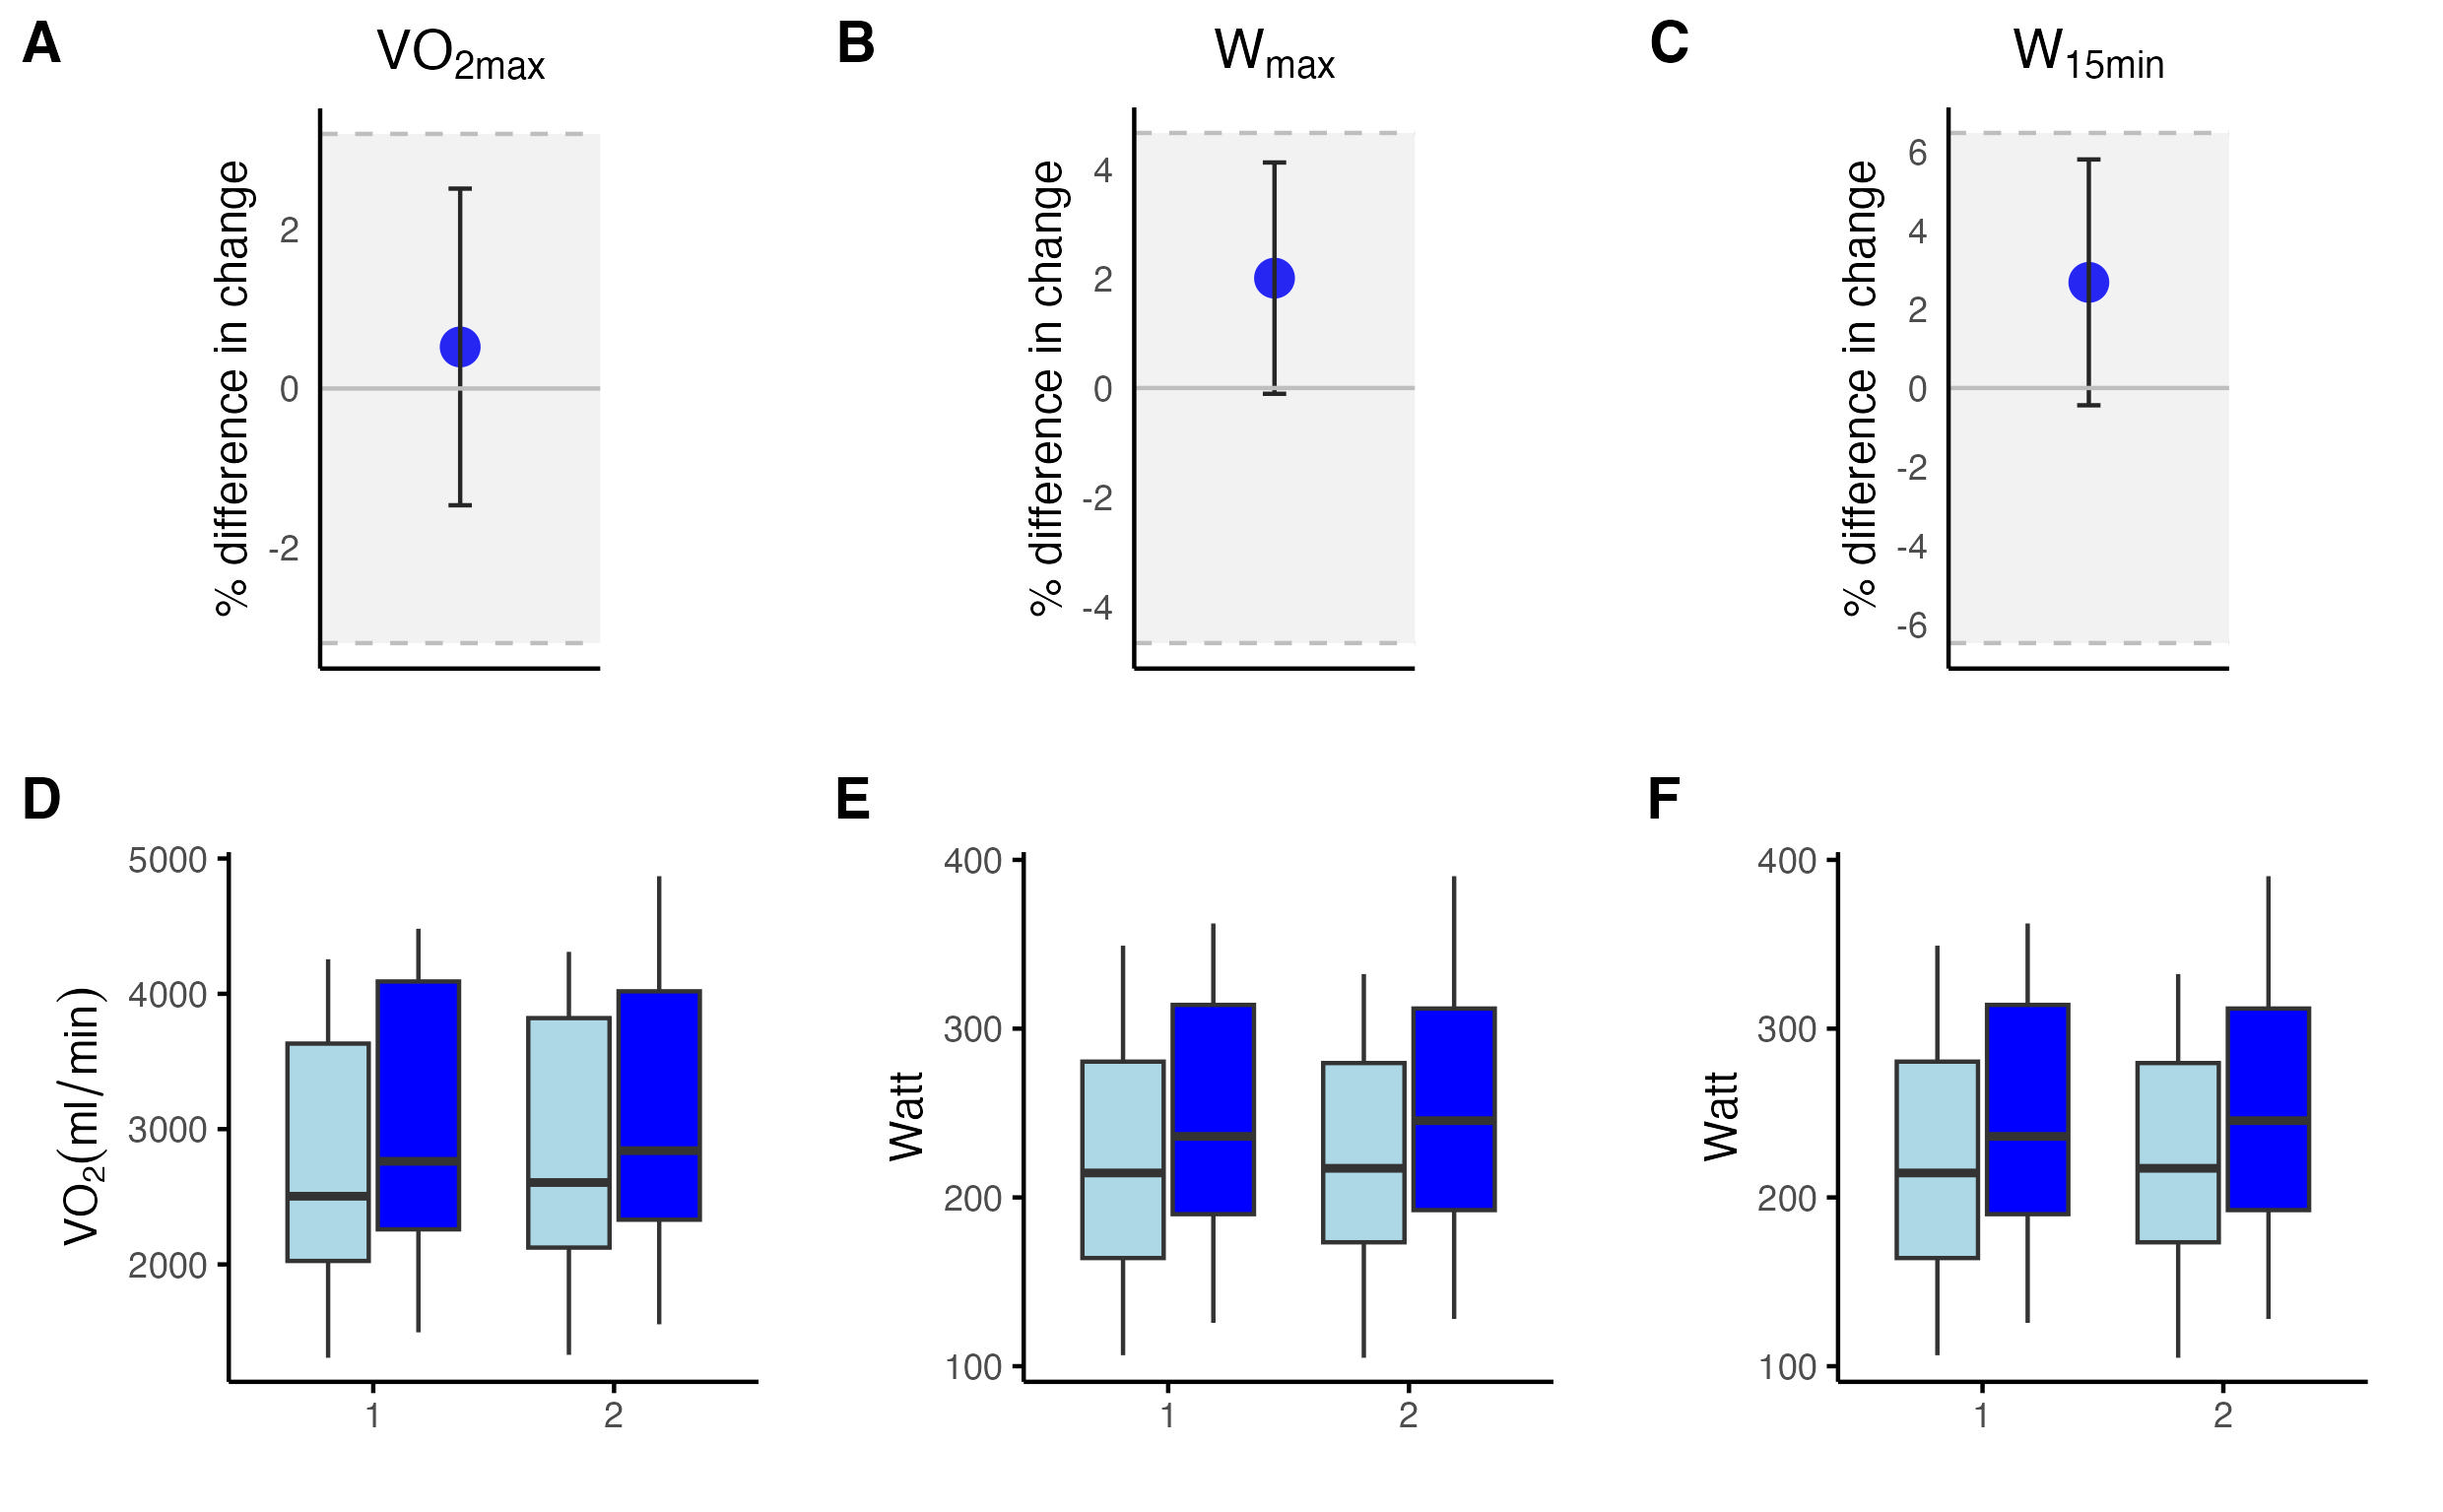 A
VO2max
% difference in change
2
0
-2
B
Wmax
% difference in change
4
2
0
-2
-4
C
W15min
% difference in change
6
4
2
0
-2
-4
-6
D
VO2(ml/min)
5000
4000
3000
2000
1
2
E
Watt
400
300
200
100
1
2
F
Watt
400
300
200
100
1
2